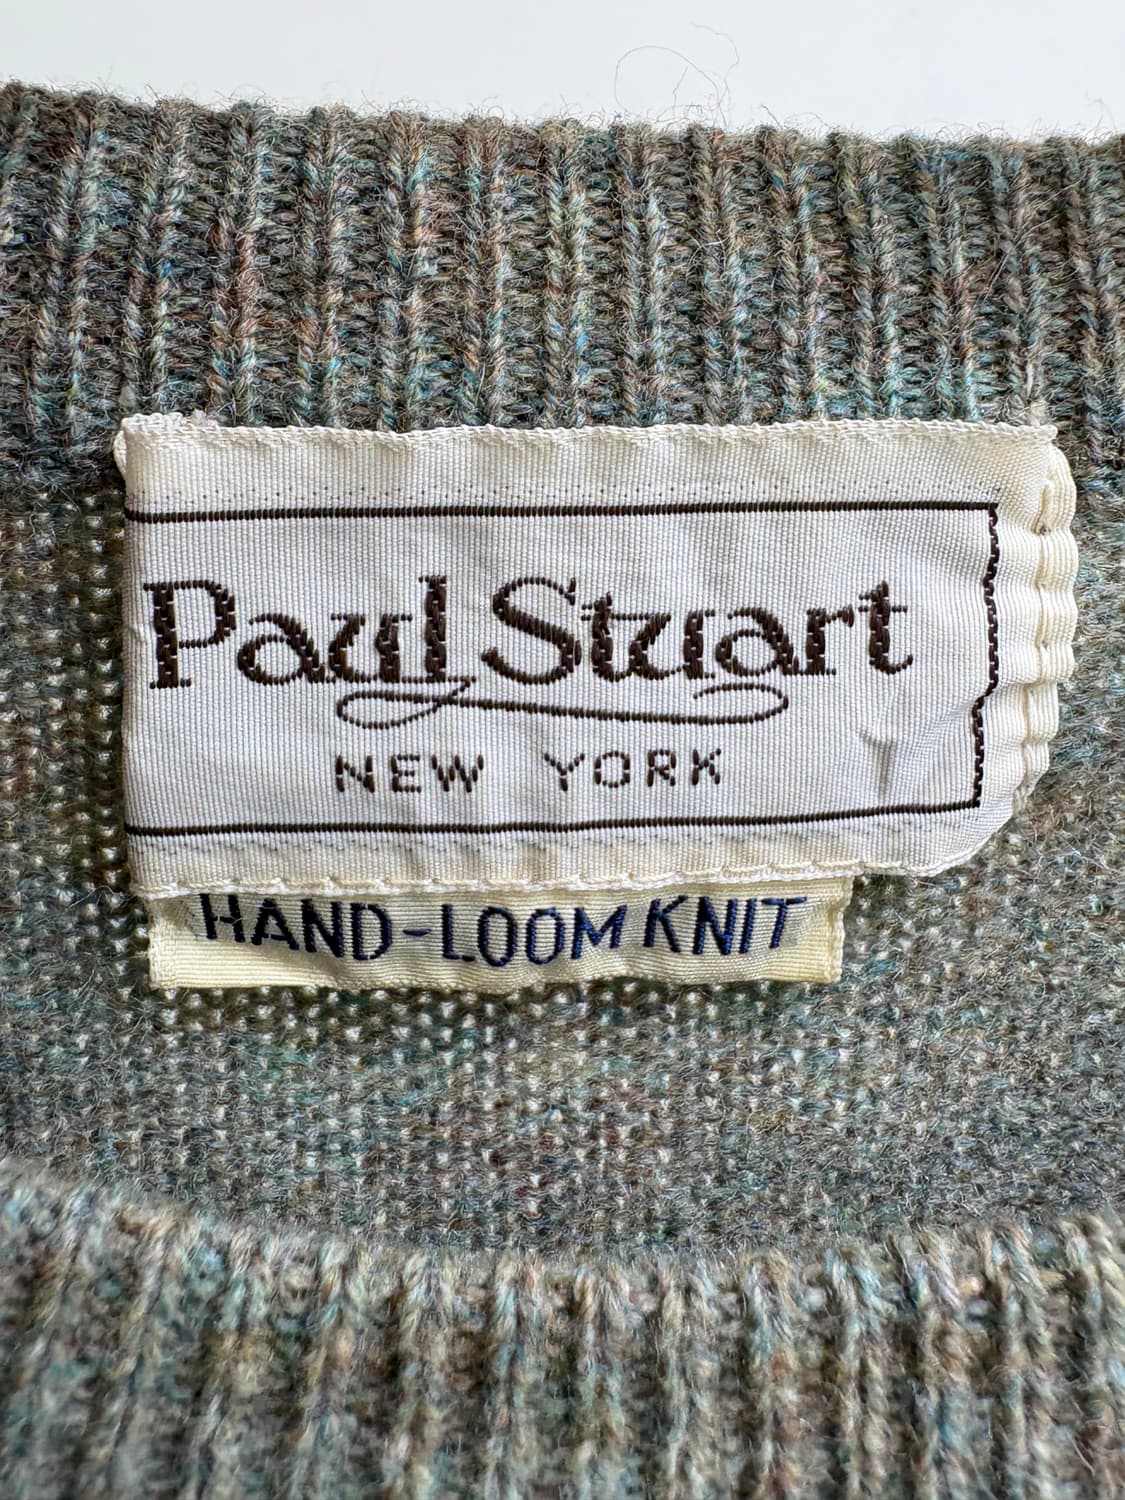 Paul Stuart
NEW YORK
HAND-LOOM KNIT